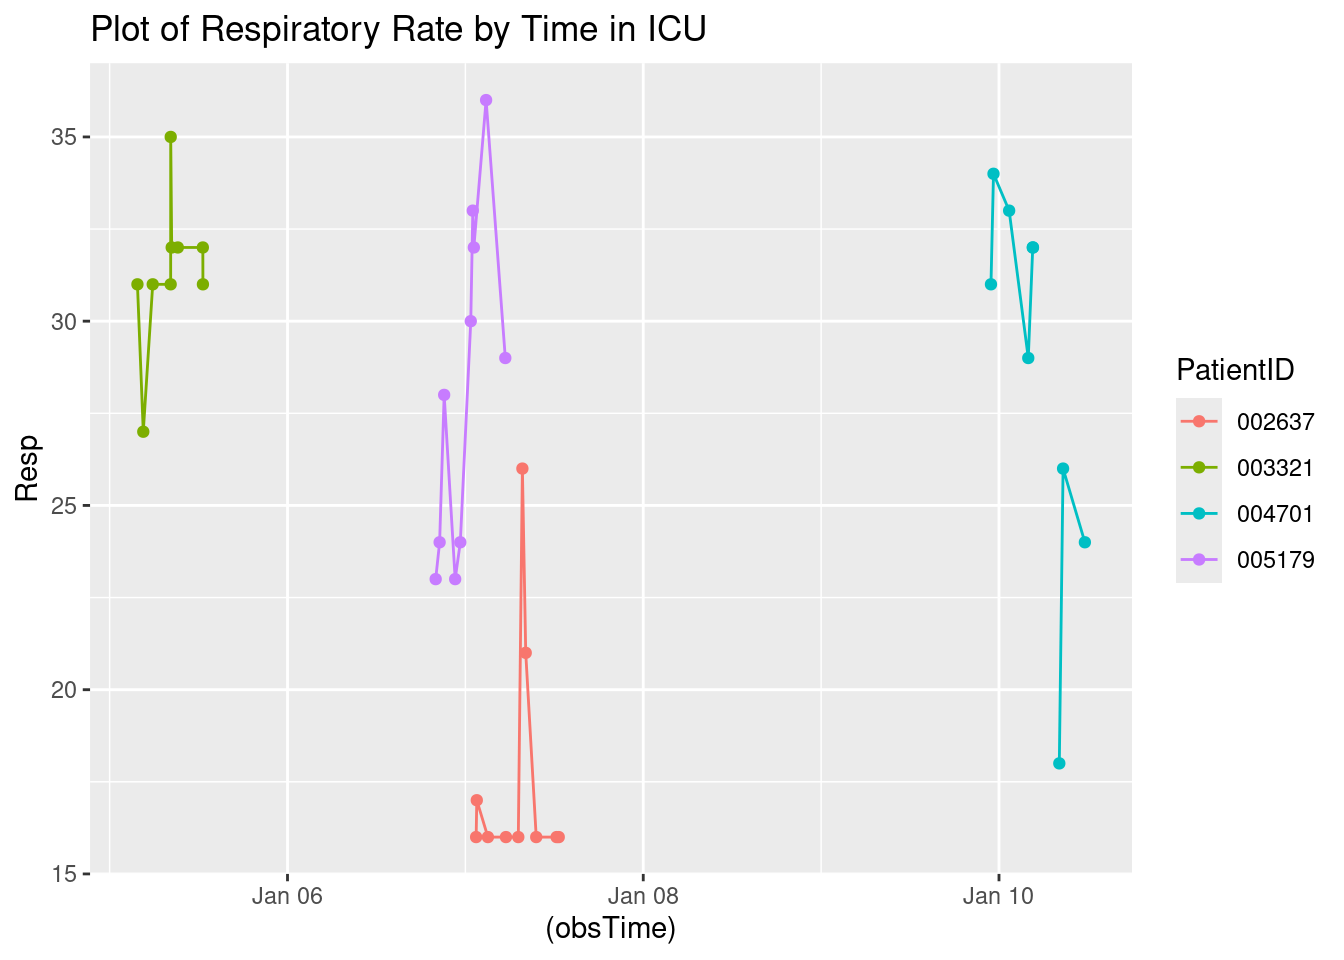 Plot of Respiratory Rate by Time in ICU
35
30
25
20
15
Resp
Jan 06
Jan 08
Jan 10
(obsTime)
PatientID
002637
003321
004701
005179